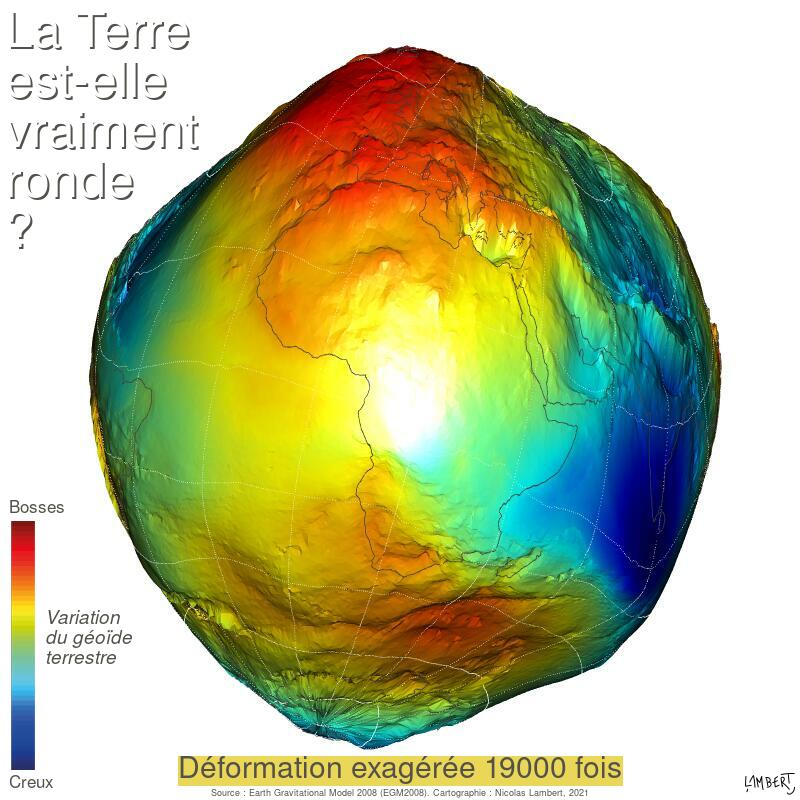 La Terre
est-elle
vraiment
ronde
?
Bosses
Variation
du géoïde
terrestre
Creux
Déformation exagérée 19000 fois
Source : Earth Gravitational Model 2008 (EGM2008). Cartographie : Nicolas Lambert, 2021
LAMBERT